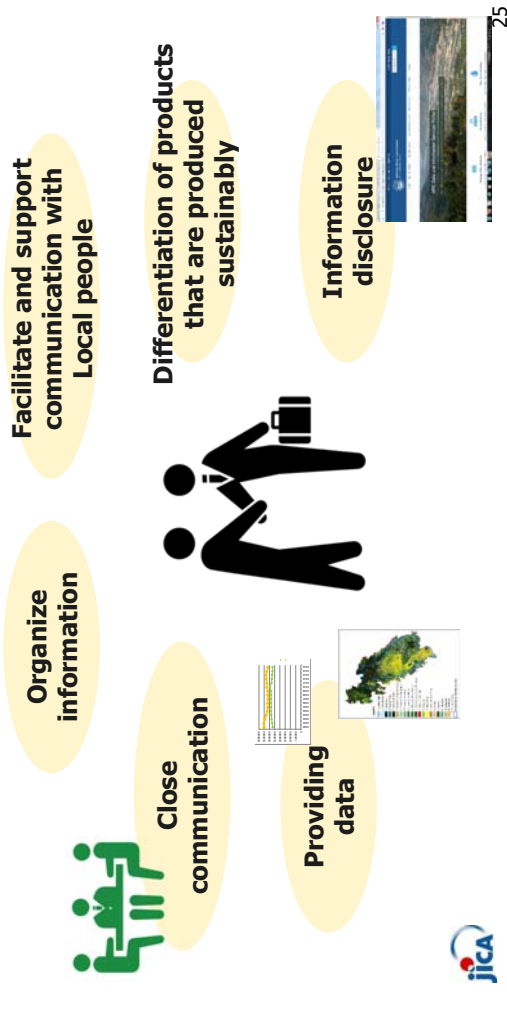 Facilitate and support
communication with
Local people
Organize
information
Differentiation of products
that are produced
sustainably
Close
communication
Information
disclosure
Providing
data
jICA
25